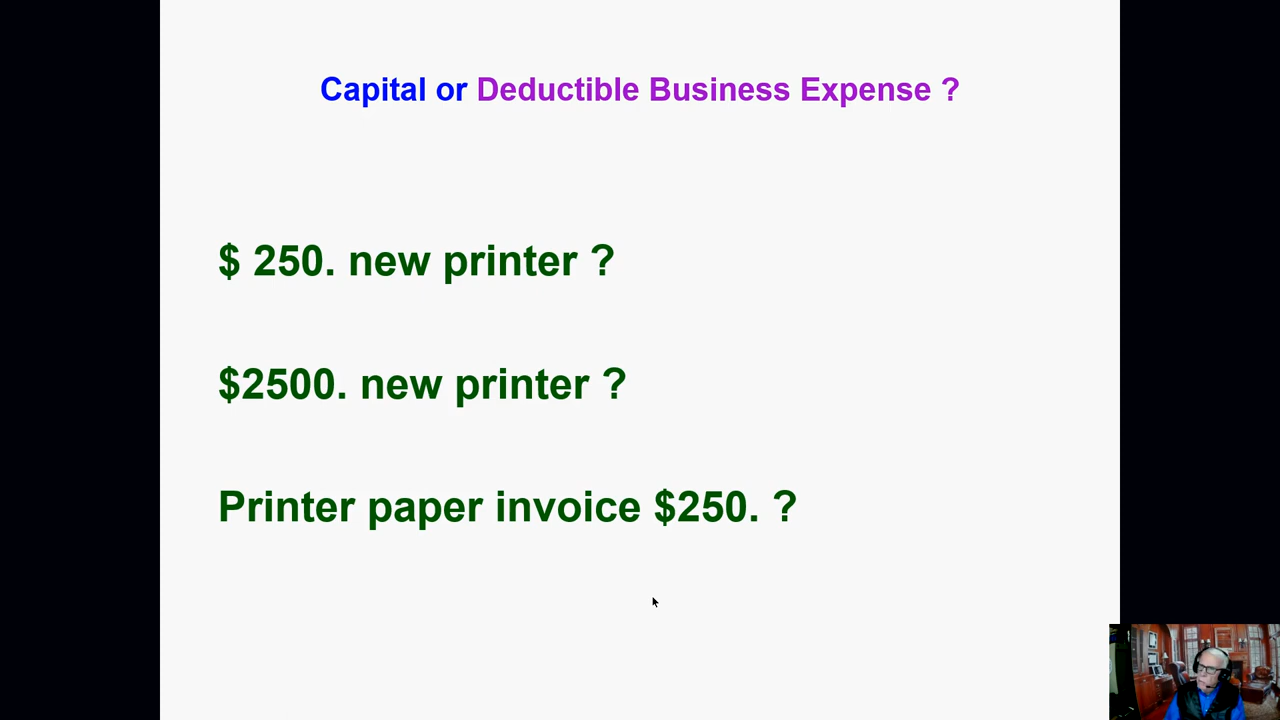 Capital or Deductible Business Expense ?
$ 250. new printer ?
$2500. new printer ?
Printer paper invoice $250. ?